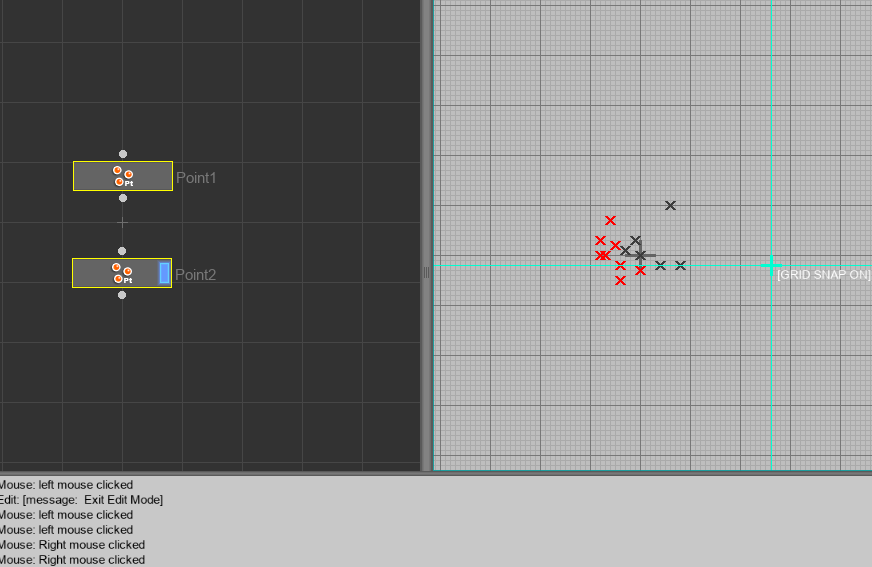 Pt
Point1
Pt
Point2
[GRID SNAP ON]
Mouse: left mouse clicked
Edit: [message:  Exit Edit Mode]
Mouse: left mouse clicked
Mouse: left mouse clicked
Mouse: Right mouse clicked
Mouse: Right mouse clicked